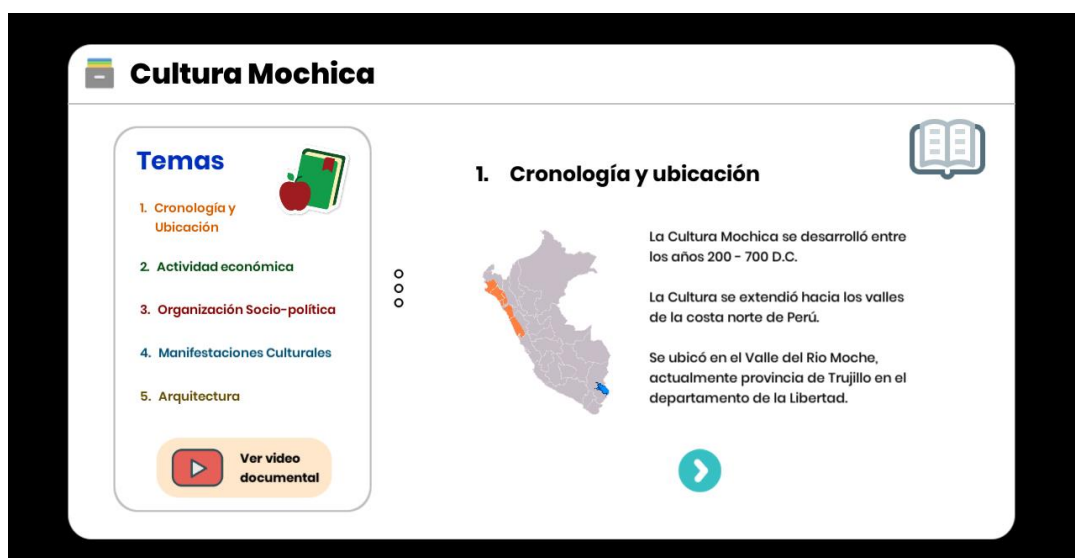 Cultura Mochica
Temas
1. Cronología y
Ubicación
2. Actividad económica
3. Organización Socio-política
4. Manifestaciones Culturales
5. Arquitectura
Ver video
documental
1. Cronología y ubicación
La Cultura Mochica se desarrolló entre
los años 200 - 700 D.C.
La Cultura se extendió hacia los valles
de la costa norte de Perú.
Se ubicó en el Valle del Rio Moche,
actualmente provincia de Trujillo en el
departamento de la Libertad.